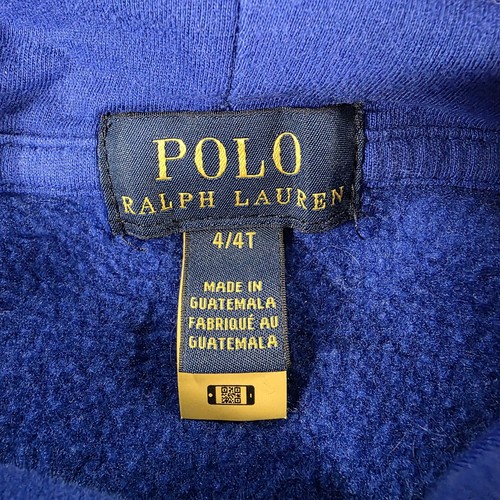 POLO
RALPH LAUREN
4/4T
MADE IN
GUATEMALA
FABRIQUÉ AU
GUATEMALA